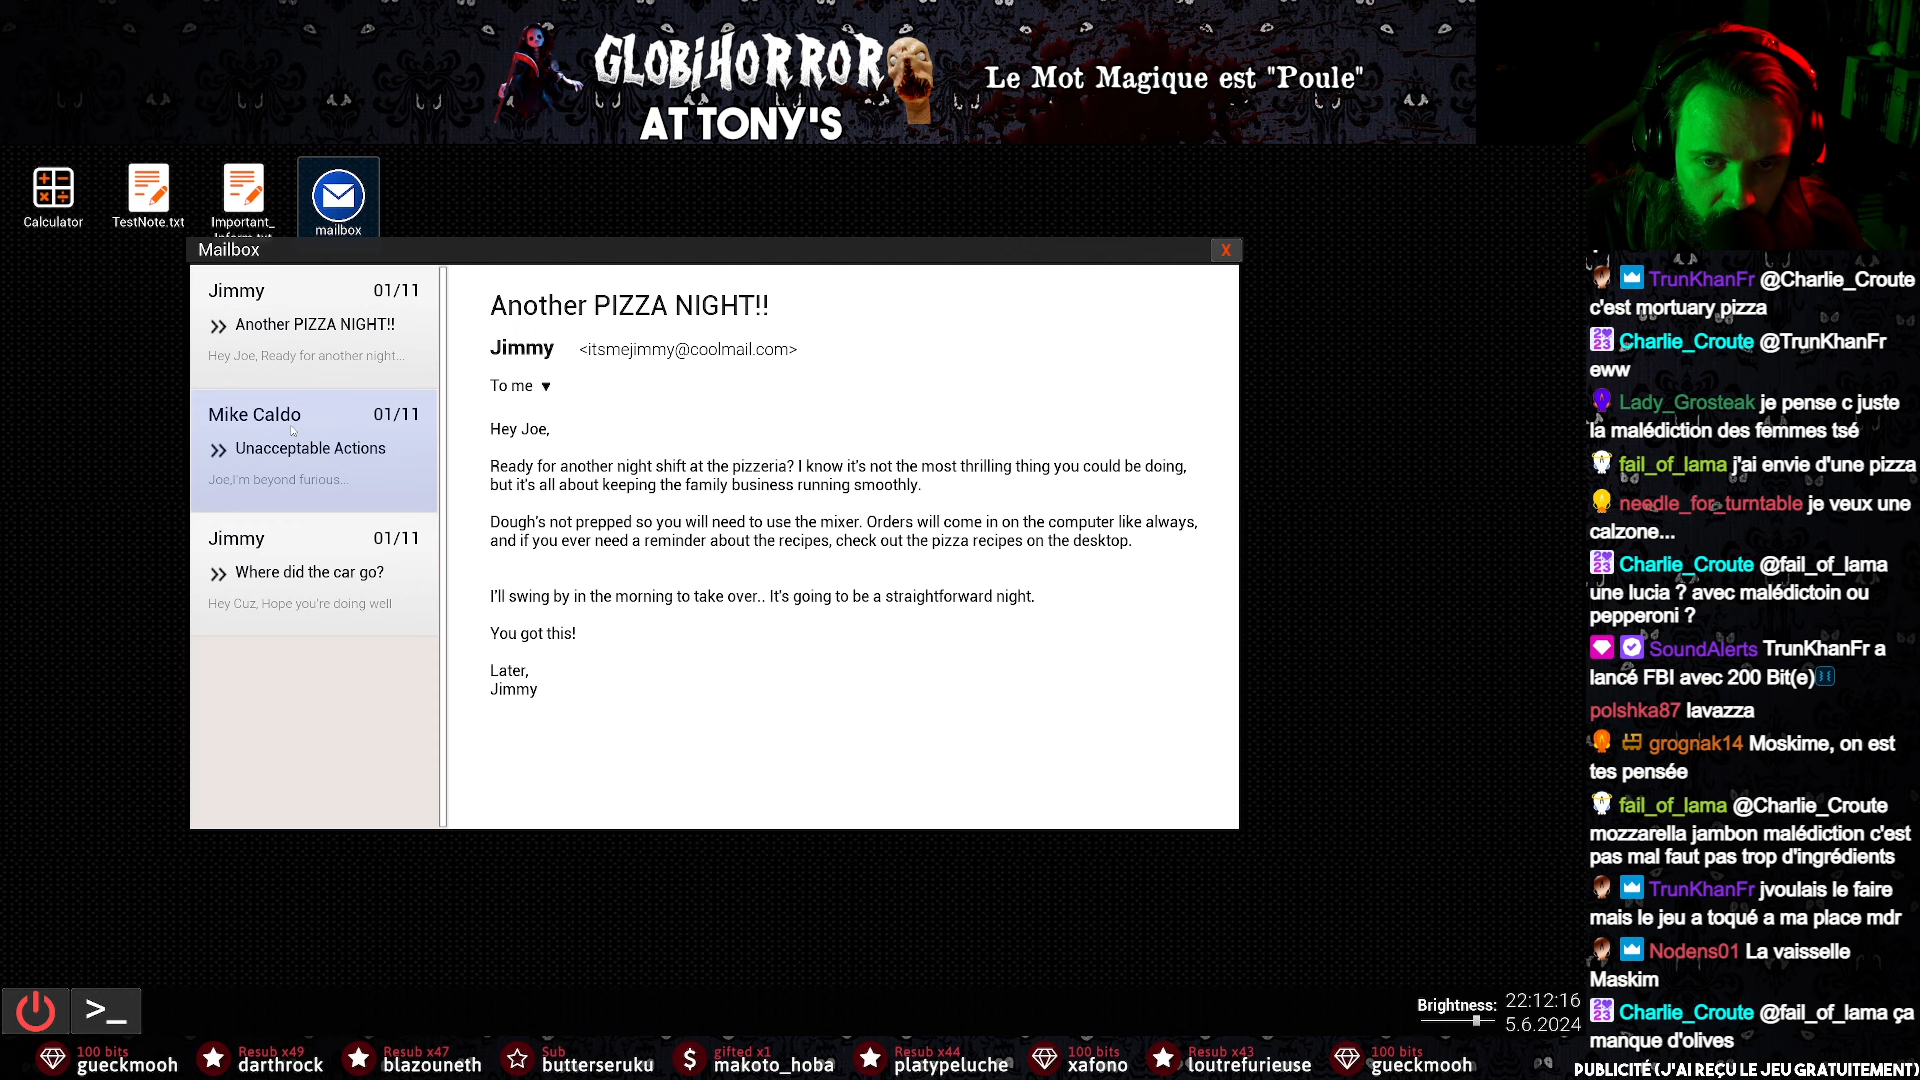 GLOBIHORROR
AT TONY'S
Le Mot Magique est "Poule"
Calculator
TestNote.txt
Important_
Inform.txt
mailbox
Mailbox
X
Jimmy 01/11
>> Another PIZZA NIGHT!!
Hey Joe, Ready for another night...
Mike Caldo 01/11
>> Unacceptable Actions
Joe,I'm beyond furious...
Jimmy 01/11
>> Where did the car go?
Hey Cuz, Hope you're doing well
Another PIZZA NIGHT!!
Jimmy <itsmejimmy@coolmail.com>
To me ▼
Hey Joe,
Ready for another night shift at the pizzeria? I know it's not the most thrilling thing you could be doing,
but it's all about keeping the family business running smoothly.
Dough's not prepped so you will need to use the mixer. Orders will come in on the computer like always,
and if you ever need a reminder about the recipes, check out the pizza recipes on the desktop.
I'll swing by in the morning to take over.. It's going to be a straightforward night.
You got this!
Later,
Jimmy
TrunKhanFr @Charlie_Croute
c'est mortuary pizza
Charlie_Croute @TrunKhanFr
eww
Lady_Grosteak je pense c juste
la malédiction des femmes tsé
fail_of_lama j'ai envie d'une pizza
needle_for_turntable je veux une
calzone...
Charlie_Croute @fail_of_lama
une lucia ? avec malédictoin ou
pepperoni ?
SoundAlerts TrunKhanFr a
lancé FBI avec 200 Bit(e)
polshka87 lavazza
grognak14 Moskime, on est
tes pensée
fail_of_lama @Charlie_Croute
mozzarella jambon malédiction c'est
pas mal faut pas trop d'ingrédients
TrunKhanFr jvoulais le faire
mais le jeu a toqué a ma place mdr
Nodens01 La vaisselle
Maskim
Charlie_Croute @fail_of_lama ça
manque d'olives
>_
Brightness: 22:12:16
5.6.2024
100 bits
gueckmooh
Resub x49
darthrock
Resub x47
blazouneth
Sub
butterseruku
gifted x1
makoto_hoba
Resub x44
platypeluche
100 bits
xafono
Resub x43
loutrefurieuse
100 bits
gueckmooh
PUBLICITÉ (J'AI REÇU LE JEU GRATUITEMENT)